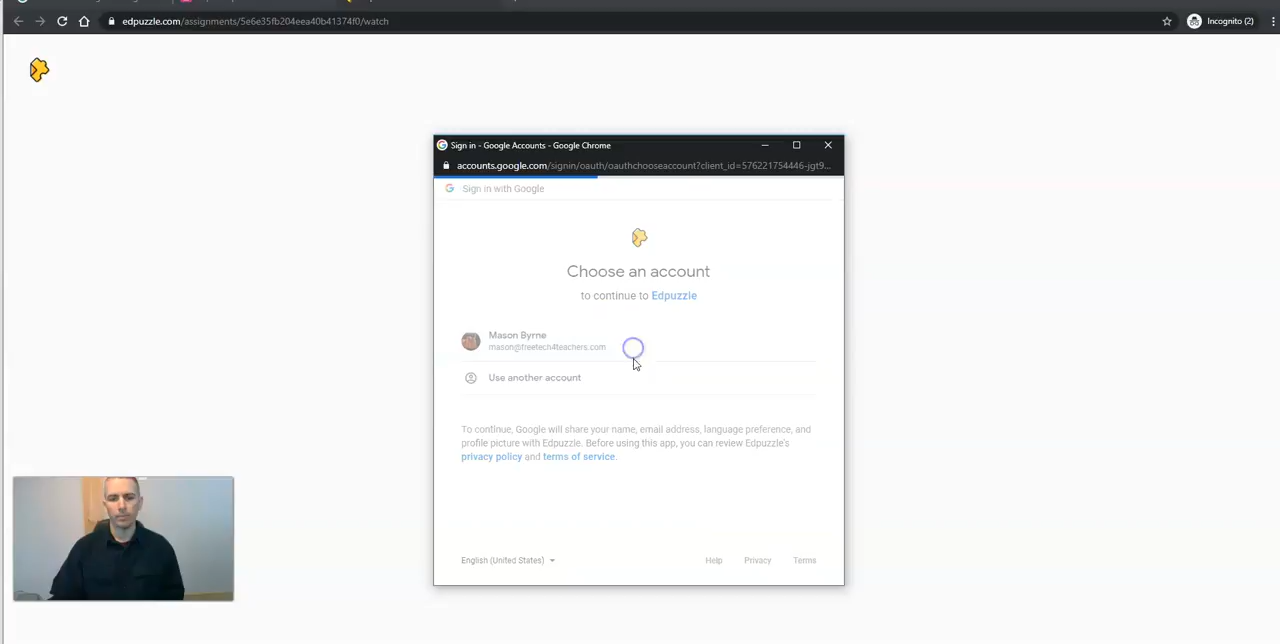 edpuzzle.com/assignments/5e6e35fb204eea40b41374f0/watch
Incognito (2)
Sign in - Google Accounts - Google Chrome
accounts.google.com/signin/oauth/oauthchooseaccount?client_id=576221754446-jgt9...
Sign in with Google
Choose an account
to continue to Edpuzzle
Mason Byrne
mason@freetech4teachers.com
Use another account
To continue, Google will share your name, email address, language preference, and
profile picture with Edpuzzle. Before using this app, you can review Edpuzzle's
privacy policy and terms of service.
English (United States)
Help Privacy Terms